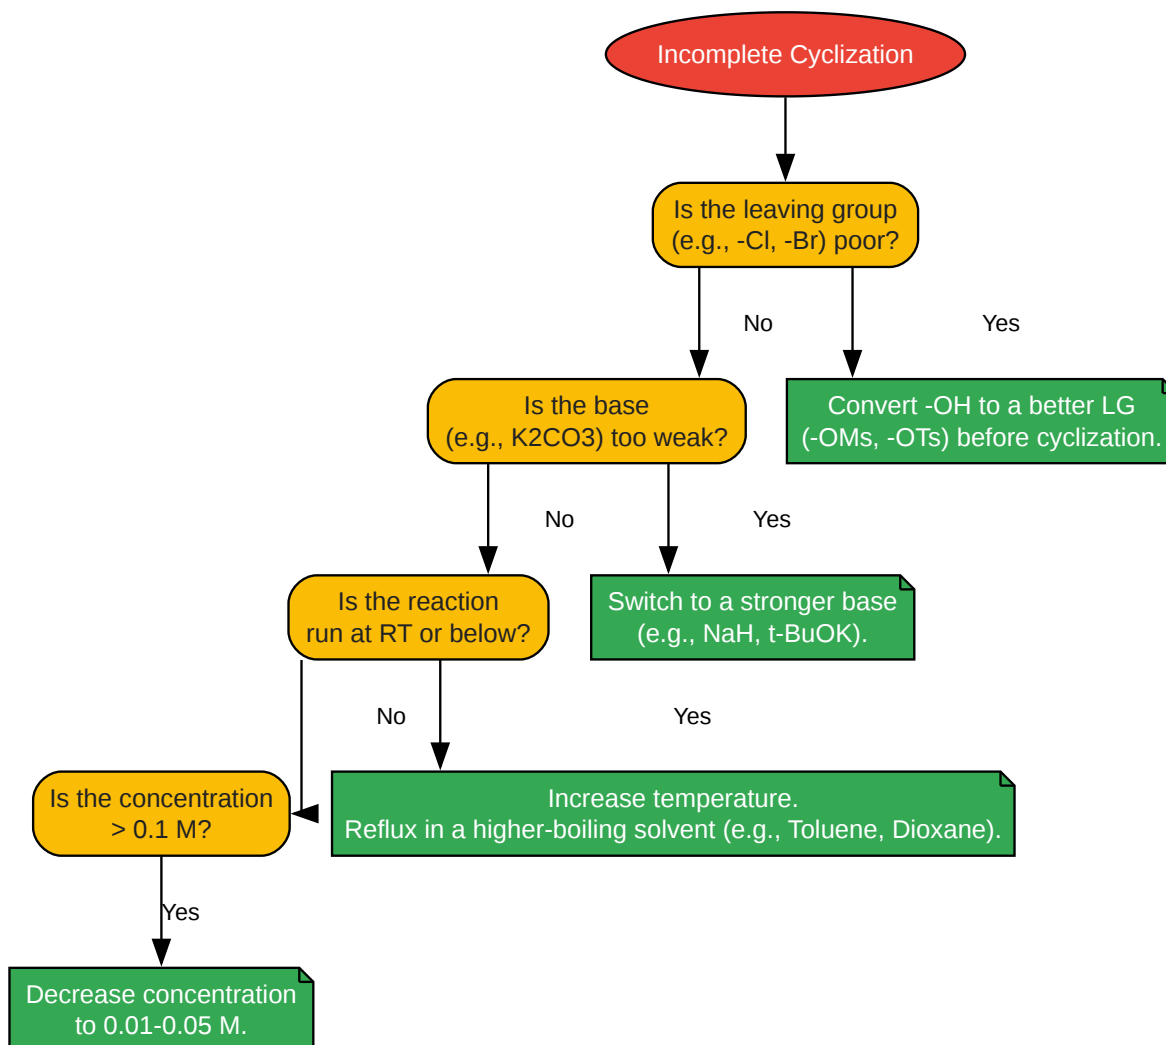 Incomplete Cyclization
Is the leaving group
(e.g., -Cl, -Br) poor?
No
Yes
Is the base
(e.g., K2CO3) too weak?
Convert -OH to a better LG
(-OMs, -OTs) before cyclization.
No
Yes
Is the reaction
run at RT or below?
Switch to a stronger base
(e.g., NaH, t-BuOK).
No
Yes
Is the concentration
> 0.1 M?
Increase temperature.
Reflux in a higher-boiling solvent (e.g., Toluene, Dioxane).
Yes
Decrease concentration
to 0.01-0.05 M.